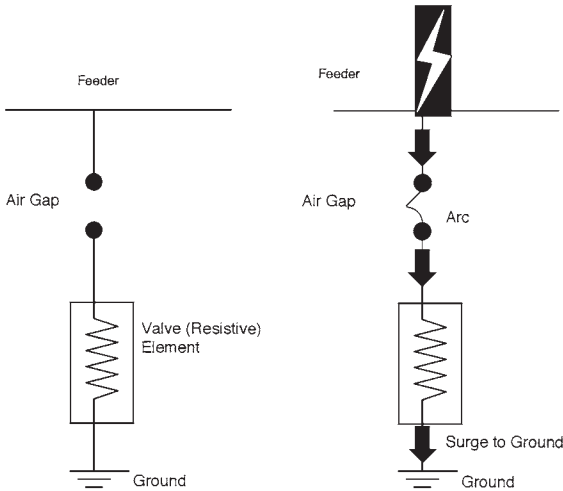 Feeder
Air Gap
Valve (Resistive)
Element
Ground
Feeder
Air Gap
Arc
Surge to Ground
Ground